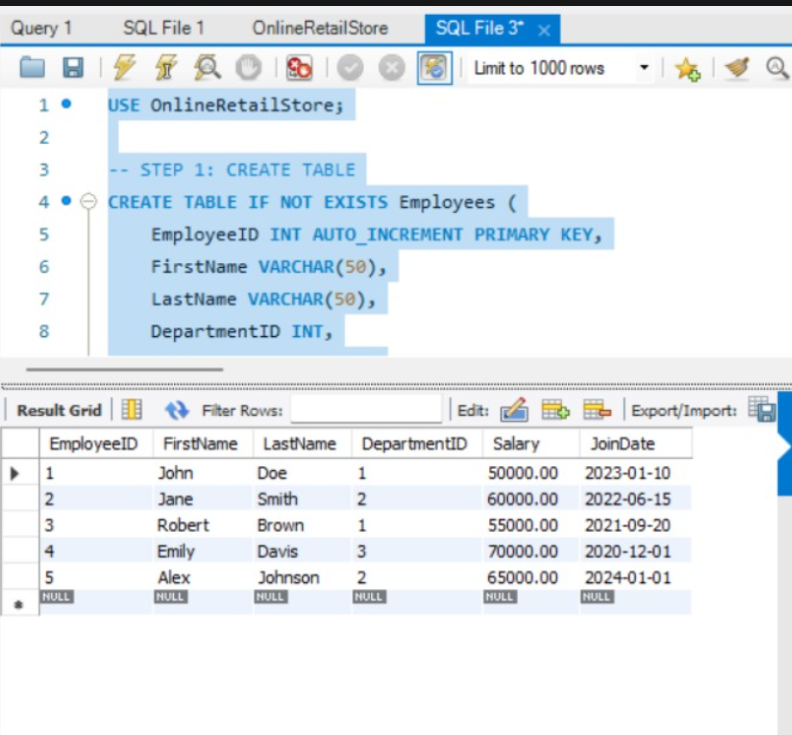 Query 1 SQL File 1 OnlineRetailStore SQL File 3*
Limit to 1000 rows
1 USE OnlineRetailStore;
2
3 -- STEP 1: CREATE TABLE
4 CREATE TABLE IF NOT EXISTS Employees (
5 EmployeeID INT AUTO_INCREMENT PRIMARY KEY,
6 FirstName VARCHAR(50),
7 LastName VARCHAR(50),
8 DepartmentID INT,
Result Grid Filter Rows: Edit: Export/Import:
EmployeeID FirstName LastName DepartmentID Salary JoinDate
1 John Doe 1 50000.00 2023-01-10
2 Jane Smith 2 60000.00 2022-06-15
3 Robert Brown 1 55000.00 2021-09-20
4 Emily Davis 3 70000.00 2020-12-01
5 Alex Johnson 2 65000.00 2024-01-01
NULL NULL NULL NULL NULL NULL